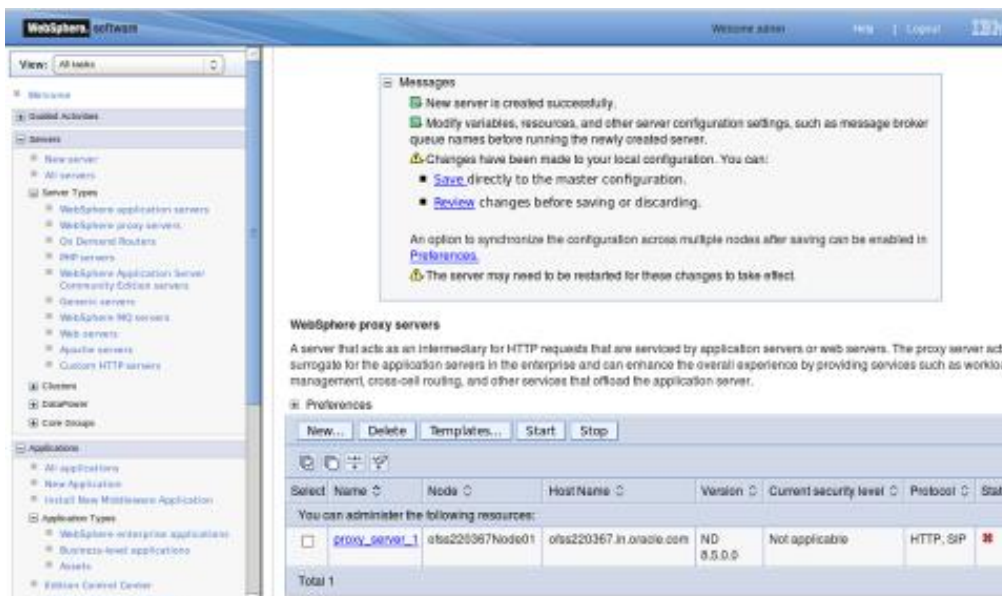 WebSphere. software
Welcome admin
Help | Logout
IBM
View: All tasks
Welcome
Guided Activities
Servers
New server
All servers
Server Types
WebSphere application servers
WebSphere proxy servers
On Demand Routers
PHP servers
WebSphere Application Server
Community Edition servers
Generic servers
WebSphere MQ servers
Web servers
Apache servers
Custom HTTP servers
Clusters
DataPower
Core Groups
Applications
All applications
New Application
Install New Middleware Application
Application Types
WebSphere enterprise applications
Business-level applications
Assets
Edition Control Center
Messages
New server is created successfully.
Modify variables, resources, and other server configuration settings, such as message broker
queue names before running the newly created server.
Changes have been made to your local configuration. You can:
Save directly to the master configuration.
Review changes before saving or discarding.
An option to synchronize the configuration across multiple nodes after saving can be enabled in
Preferences.
The server may need to be restarted for these changes to take effect.
WebSphere proxy servers
A server that acts as an intermediary for HTTP requests that are serviced by application servers or web servers. The proxy server act
surrogate for the application servers in the enterprise and can enhance the overall experience by providing services such as worklo
management, cross-cell routing, and other services that offload the application server.
Preferences
New... Delete Templates... Start Stop
Select Name Node Host Name Version Current security level Protocol Stat
You can administer the following resources:
proxy_server_1 ofss220367Node01 ofss220367.in.oracle.com ND Not applicable HTTP, SIP
8.5.0.0
Total 1